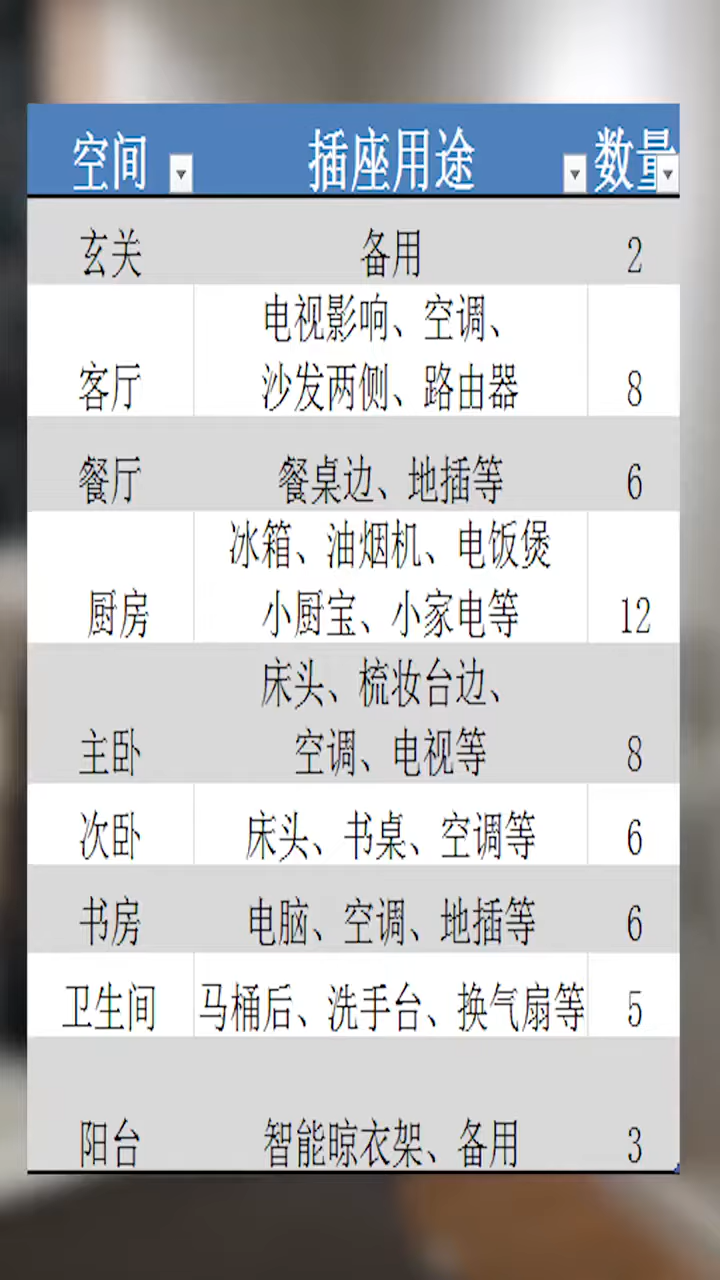 空间 插座用途 数量
玄关 备用 2
电视影响、空调、
客厅 沙发两侧、路由器 8
餐厅 餐桌边、地插等 6
冰箱、油烟机、电饭煲
厨房 小厨宝、小家电等 12
床头、梳妆台边、
主卧 空调、电视等 8
次卧 床头、书桌、空调等 6
书房 电脑、空调、地插等 6
卫生间 马桶后、洗手台、换气扇等 5
阳台 智能晾衣架、备用 3